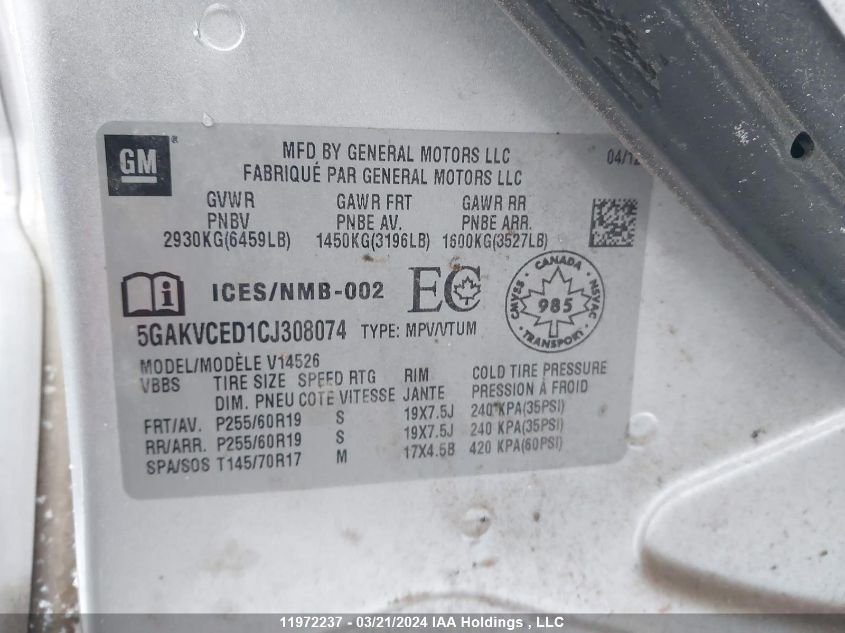 GM
MFD BY GENERAL MOTORS LLC 04/12
FABRIQUÉ PAR GENERAL MOTORS LLC
GVWR GAWR FRT GAWR RR
PNBV PNBE AV. PNBE ARR.
2930KG(6459LB) 1450KG(3196LB) 1600KG(3527LB)
i ICES/NMB-002 EC
CANADA CMVSS 985 NSVAC TRANSPORT
5GAKVCED1CJ308074 TYPE: MPV/VTUM
MODEL/MODÈLE V14526
VBBS TIRE SIZE SPEED RTG RIM COLD TIRE PRESSURE
DIM. PNEU COTE VITESSE JANTE PRESSION À FROID
FRT/AV. P255/60R19 S 19X7.5J 240 KPA(35PSI)
RR/ARR. P255/60R19 S 19X7.5J 240 KPA(35PSI)
SPA/SOS T145/70R17 M 17X4.5B 420 KPA(60PSI)
11972237 - 03/21/2024 IAA Holdings , LLC